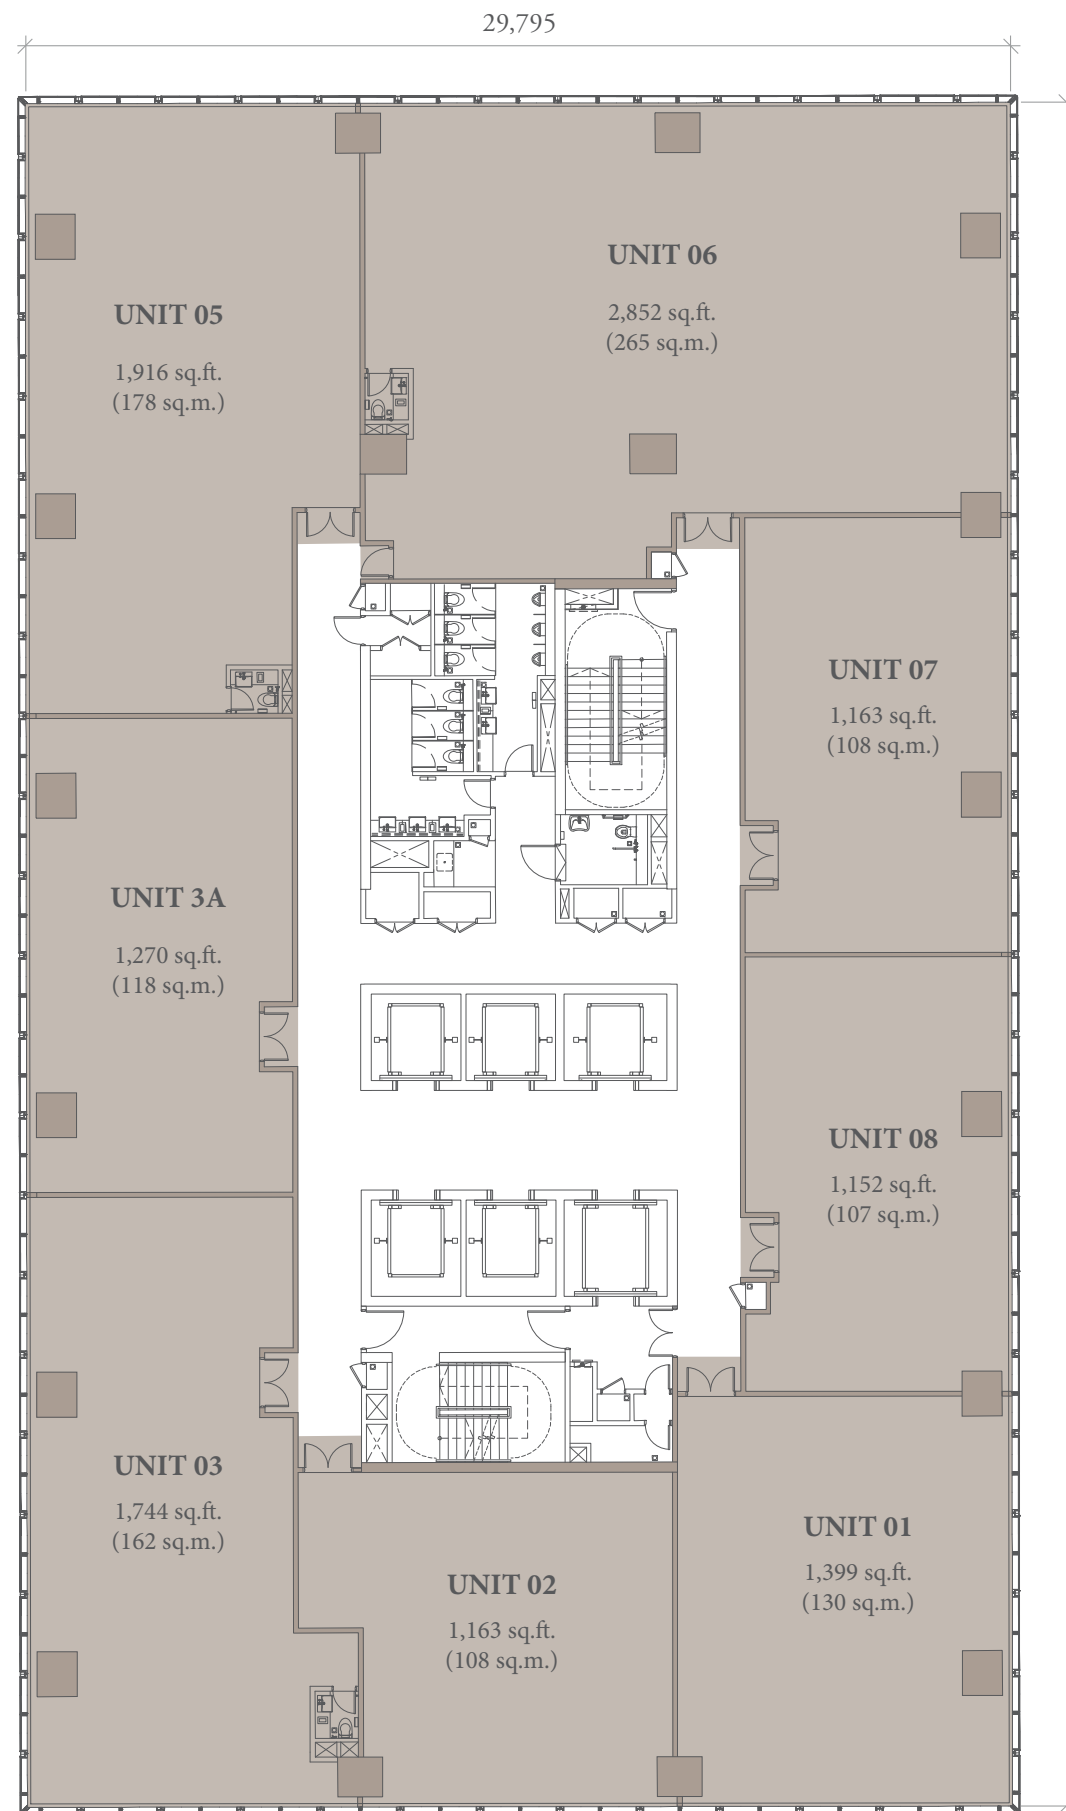 29,795
UNIT 06
2,852 sq.ft.
(265 sq.m.)
UNIT 05
1,916 sq.ft.
(178 sq.m.)
UNIT 07
1,163 sq.ft.
(108 sq.m.)
UNIT 3A
1,270 sq.ft.
(118 sq.m.)
UNIT 08
1,152 sq.ft.
(107 sq.m.)
UNIT 03
1,744 sq.ft.
(162 sq.m.)
UNIT 01
1,399 sq.ft.
(130 sq.m.)
UNIT 02
1,163 sq.ft.
(108 sq.m.)